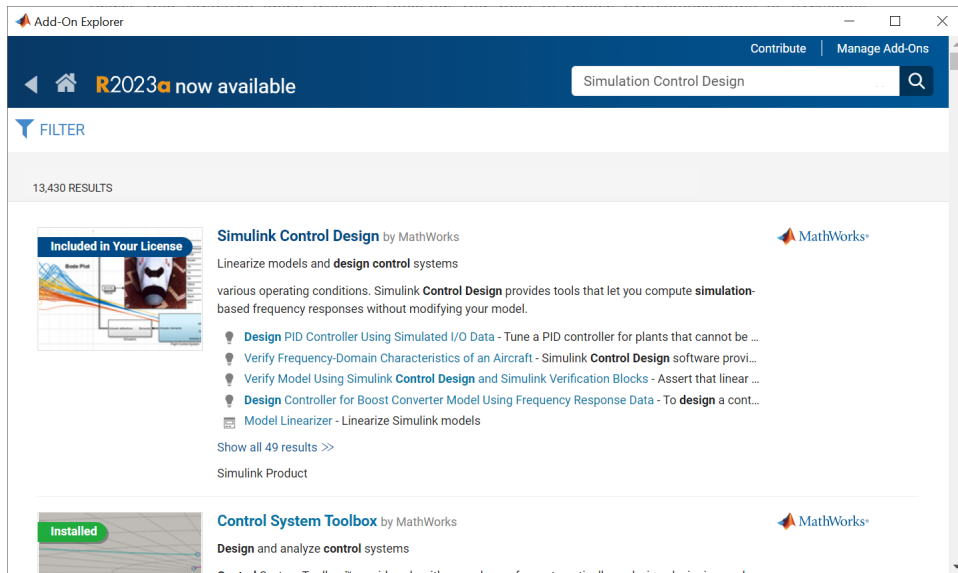 Add-On Explorer
Contribute | Manage Add-Ons
R2023a now available
Simulation Control Design
FILTER
13,430 RESULTS
Included in Your License
Bode Plot
Simulink Control Design by MathWorks
MathWorks®
Linearize models and design control systems
various operating conditions. Simulink Control Design provides tools that let you compute simulation-
based frequency responses without modifying your model.
Design PID Controller Using Simulated I/O Data - Tune a PID controller for plants that cannot be ...
Verify Frequency-Domain Characteristics of an Aircraft - Simulink Control Design software provi...
Verify Model Using Simulink Control Design and Simulink Verification Blocks - Assert that linear ...
Design Controller for Boost Converter Model Using Frequency Response Data - To design a cont...
Model Linearizer - Linearize Simulink models
Show all 49 results >>
Simulink Product
Installed
Control System Toolbox by MathWorks
MathWorks®
Design and analyze control systems